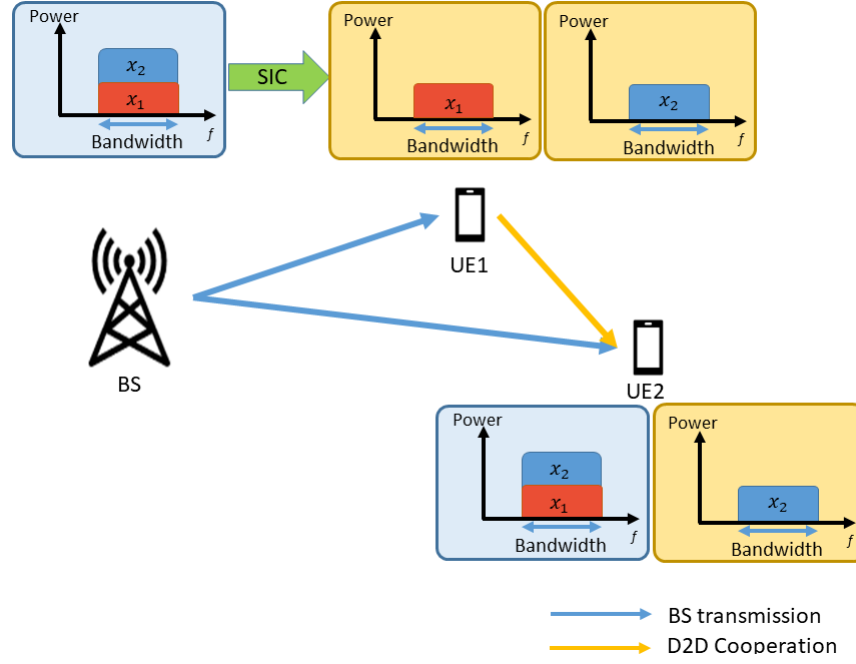 Power
x₂
x₁
f
Bandwidth
SIC
Power
x₁
f
Bandwidth
Power
x₂
f
Bandwidth
UE1
BS
UE2
Power
x₂
x₁
f
Bandwidth
Power
x₂
f
Bandwidth
BS transmission
D2D Cooperation